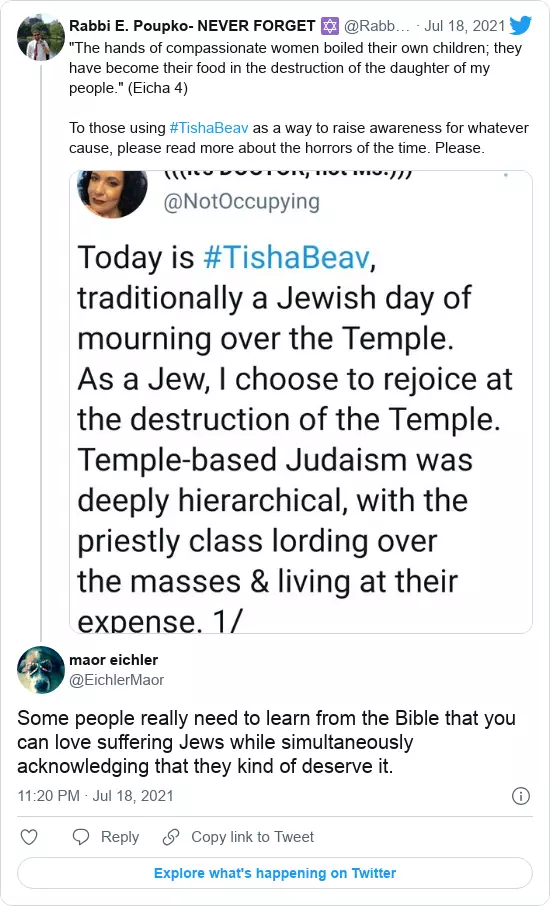 Rabbi E. Poupko- NEVER FORGET ✡ @Rabb… · Jul 18, 2021
"The hands of compassionate women boiled their own children; they
have become their food in the destruction of the daughter of my
people." (Eicha 4)
To those using #TishaBeav as a way to raise awareness for whatever
cause, please read more about the horrors of the time. Please.
(((It's DOCTOR, not Ms.!)))
@NotOccupying
Today is #TishaBeav,
traditionally a Jewish day of
mourning over the Temple.
As a Jew, I choose to rejoice at
the destruction of the Temple.
Temple-based Judaism was
deeply hierarchical, with the
priestly class lording over
the masses & living at their
expense. 1/
maor eichler
@EichlerMaor
Some people really need to learn from the Bible that you
can love suffering Jews while simultaneously
acknowledging that they kind of deserve it.
11:20 PM · Jul 18, 2021
Reply Copy link to Tweet
Explore what's happening on Twitter